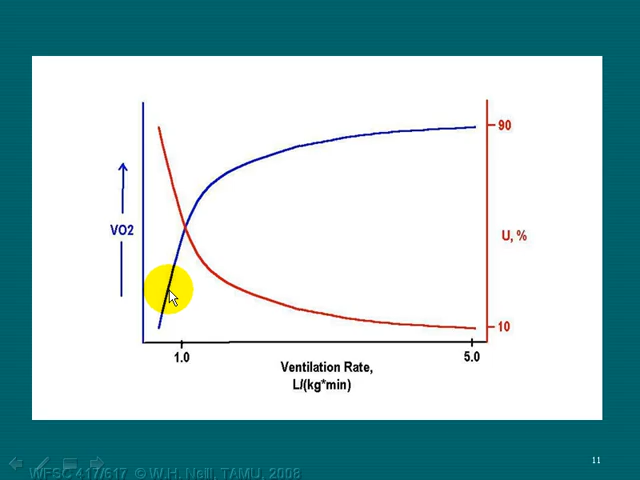 90
VO2
U, %
10
1.0
5.0
Ventilation Rate,
L/(kg*min)
11
WFSC 417/617 © W.H. Neill, TAMU, 2008